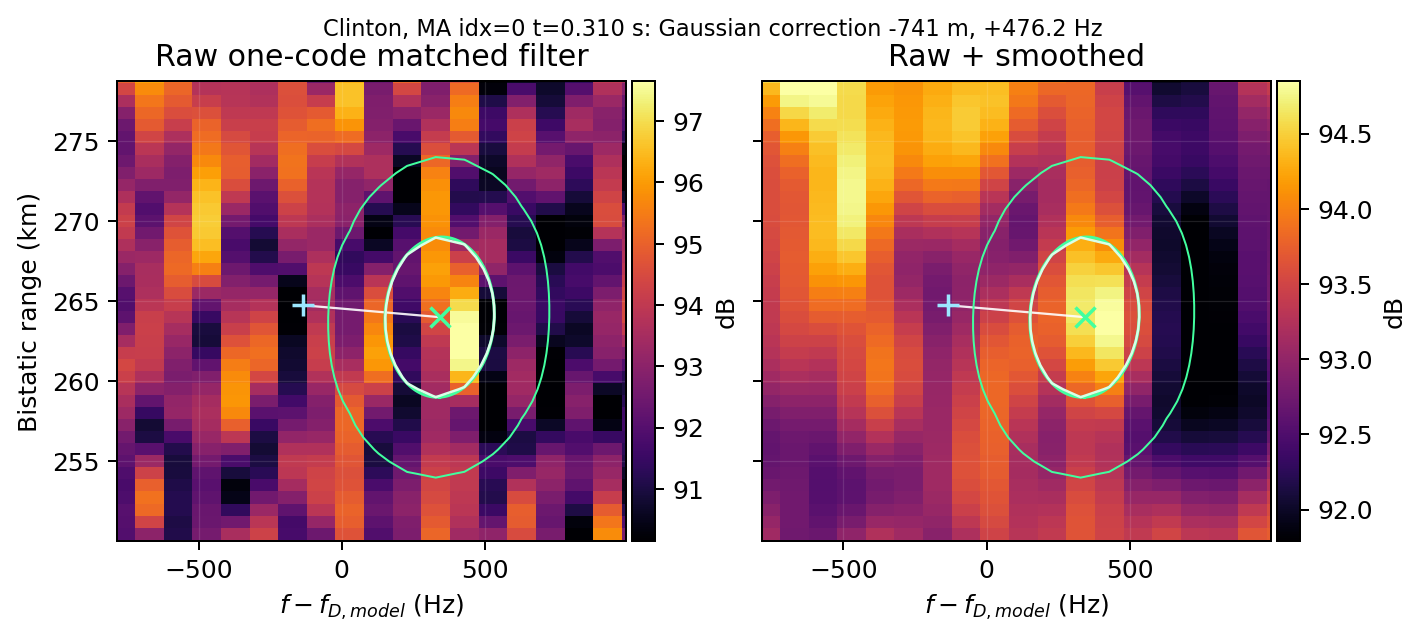 Clinton, MA idx=0 t=0.310 s: Gaussian correction -741 m, +476.2 Hz
Raw one-code matched filter
Raw + smoothed
Bistatic range (km)
275
270
265
260
255
−500 0 500
f − f_{D, model} (Hz)
97
96
95
94
93
92
91
dB
−500 0 500
f − f_{D, model} (Hz)
94.5
94.0
93.5
93.0
92.5
92.0
dB